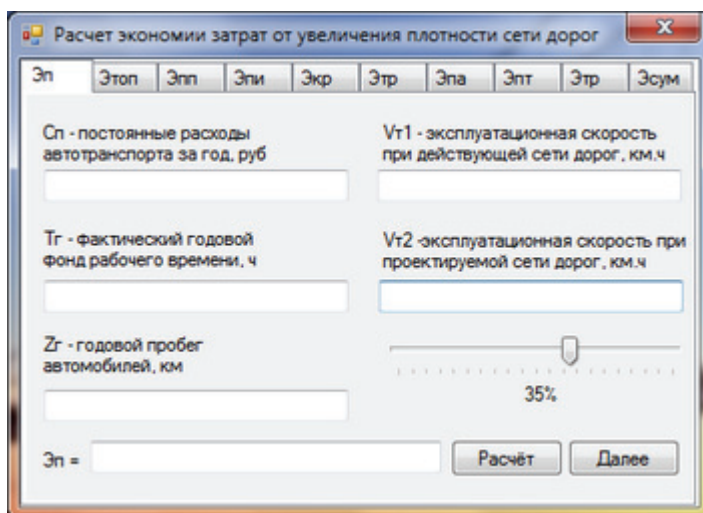 Расчет экономии затрат от увеличения плотности сети дорог
Эп Этоп Эпп Эпи Экр Этр Эпа Эпт Этр Эсум
Сп - постоянные расходы
автотранспорта за год, руб
Vт1 - эксплуатационная скорость
при действующей сети дорог, км.ч
Тг - фактический годовой
фонд рабочего времени, ч
Vт2 -эксплуатационная скорость при
проектируемой сети дорог, км.ч
Zг - годовой пробег
автомобилей, км
35%
Эп =
Расчёт
Далее